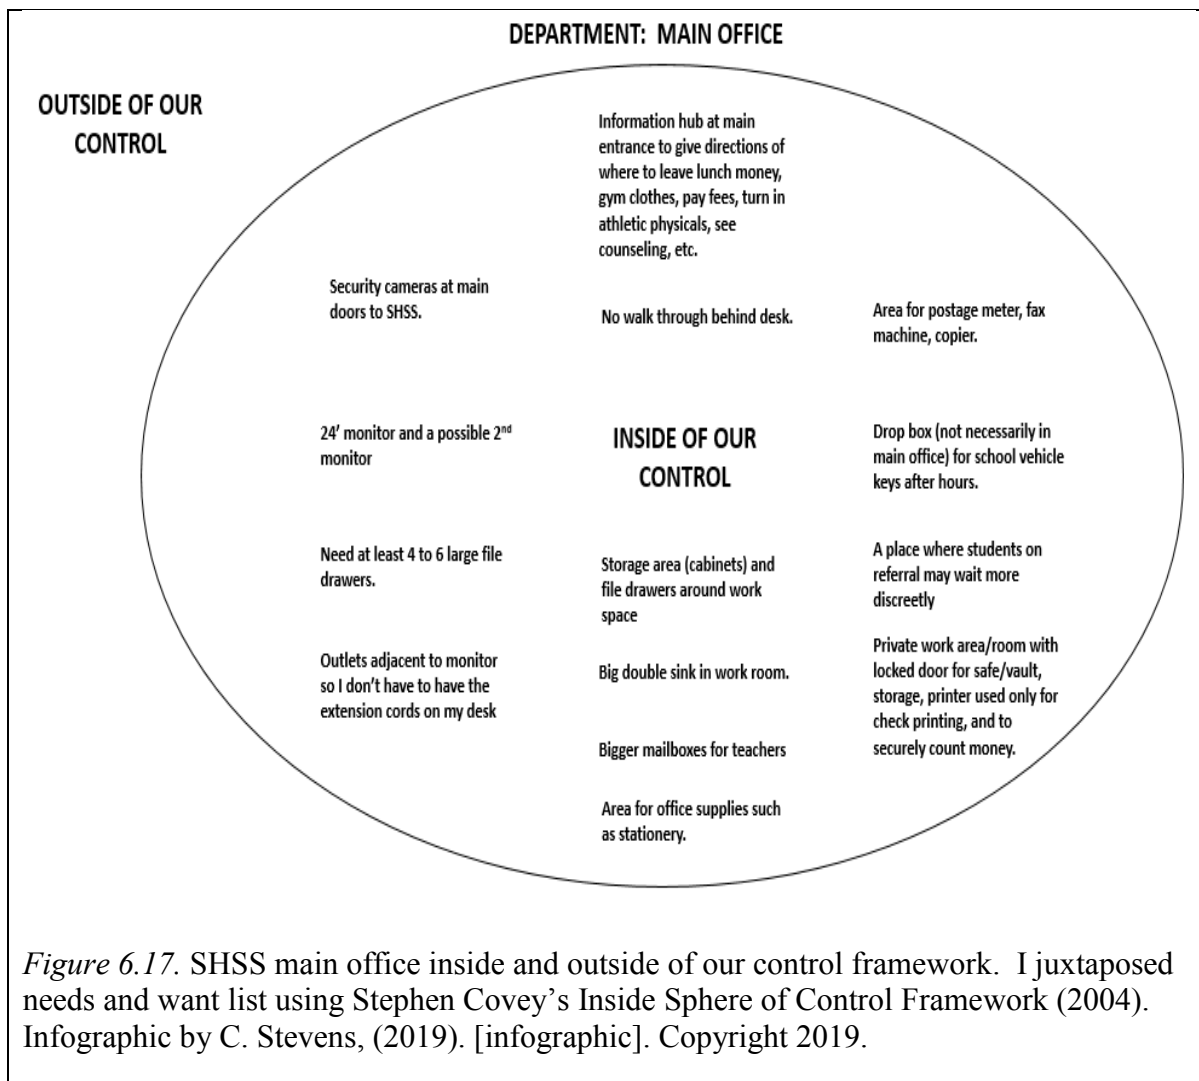 DEPARTMENT: MAIN OFFICE
OUTSIDE OF OUR
CONTROL
Information hub at main
entrance to give directions of
where to leave lunch money,
gym clothes, pay fees, turn in
athletic physicals, see
counseling, etc.
Security cameras at main
doors to SHSS.
No walk through behind desk.
Area for postage meter, fax
machine, copier.
24' monitor and a possible 2nd
monitor
INSIDE OF OUR
CONTROL
Drop box (not necessarily in
main office) for school vehicle
keys after hours.
Need at least 4 to 6 large file
drawers.
Storage area (cabinets) and
file drawers around work
space
A place where students on
referral may wait more
discreetly
Outlets adjacent to monitor
so I don't have to have the
extension cords on my desk
Big double sink in work room.
Private work area/room with
locked door for safe/vault,
storage, printer used only for
check printing, and to
securely count money.
Bigger mailboxes for teachers
Area for office supplies such
as stationery.
Figure 6.17. SHSS main office inside and outside of our control framework.  I juxtaposed
needs and want list using Stephen Covey's Inside Sphere of Control Framework (2004).
Infographic by C. Stevens, (2019). [infographic]. Copyright 2019.